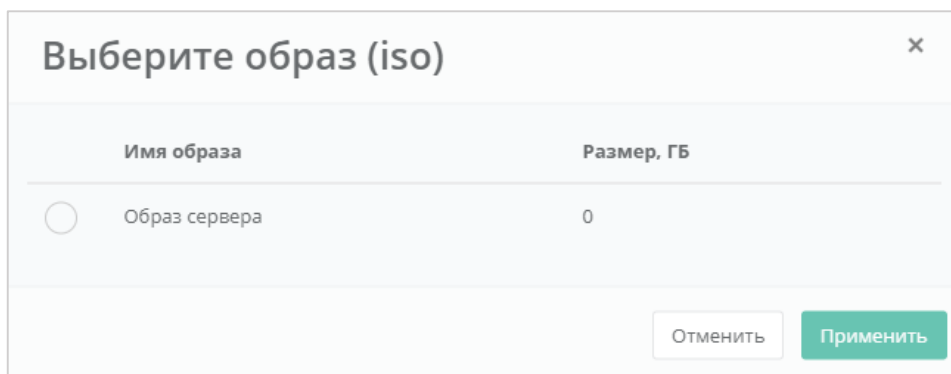 Выберите образ (iso)
×
Имя образа Размер, ГБ
Образ сервера 0
Отменить Применить